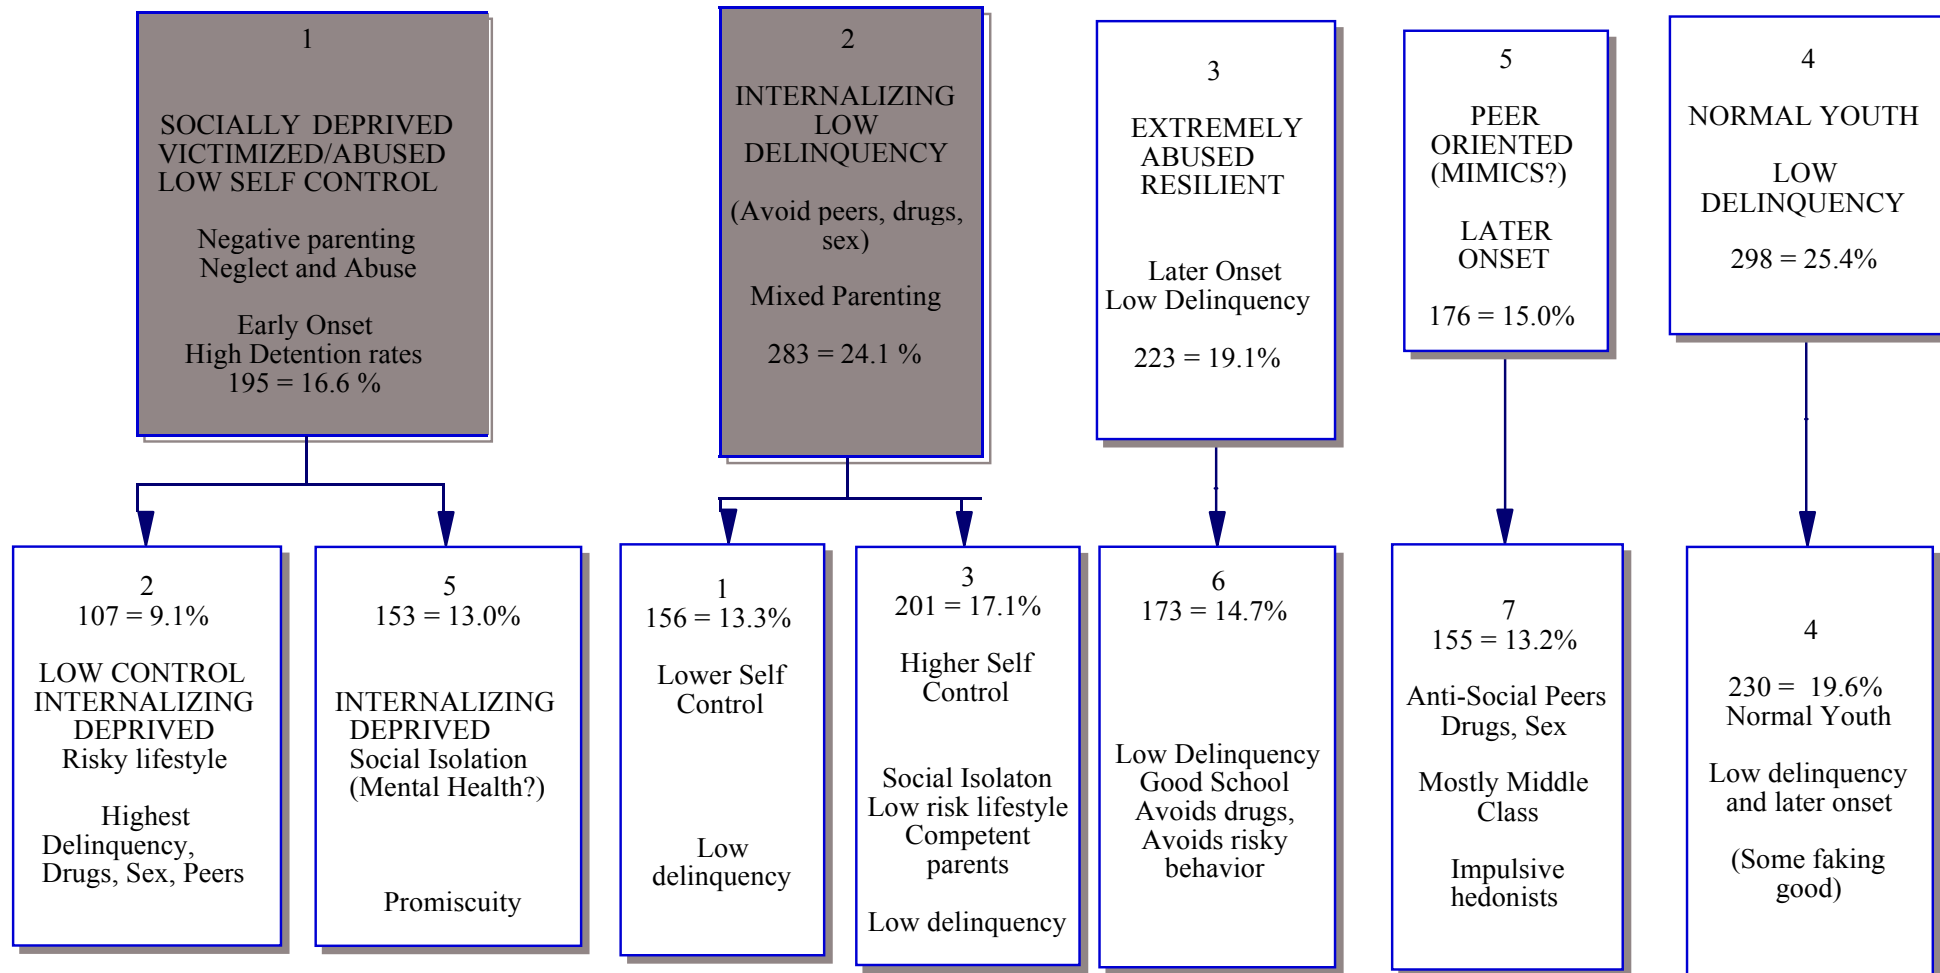 1
SOCIALLY DEPRIVED
VICTIMIZED/ABUSED
LOW SELF CONTROL
Negative parenting
Neglect and Abuse
Early Onset
High Detention rates
195 = 16.6 %
2
INTERNALIZING
LOW
DELINQUENCY
(Avoid peers, drugs,
sex)
Mixed Parenting
283 = 24.1 %
3
EXTREMELY
ABUSED
RESILIENT
Later Onset
Low Delinquency
223 = 19.1%
5
PEER
ORIENTED
(MIMICS?)
LATER
ONSET
176 = 15.0%
4
NORMAL YOUTH
LOW
DELINQUENCY
298 = 25.4%
2
107 = 9.1%
LOW CONTROL
INTERNALIZING
DEPRIVED
Risky lifestyle
Highest
Delinquency,
Drugs, Sex, Peers
5
153 = 13.0%
INTERNALIZING
DEPRIVED
Social Isolation
(Mental Health?)
Promiscuity
1
156 = 13.3%
Lower Self
Control
Low
delinquency
3
201 = 17.1%
Higher Self
Control
Social Isolaton
Low risk lifestyle
Competent
parents
Low delinquency
6
173 = 14.7%
Low Delinquency
Good School
Avoids drugs,
Avoids risky
behavior
7
155 = 13.2%
Anti-Social Peers
Drugs, Sex
Mostly Middle
Class
Impulsive
hedonists
4
230 = 19.6%
Normal Youth
Low delinquency
and later onset
(Some faking
good)